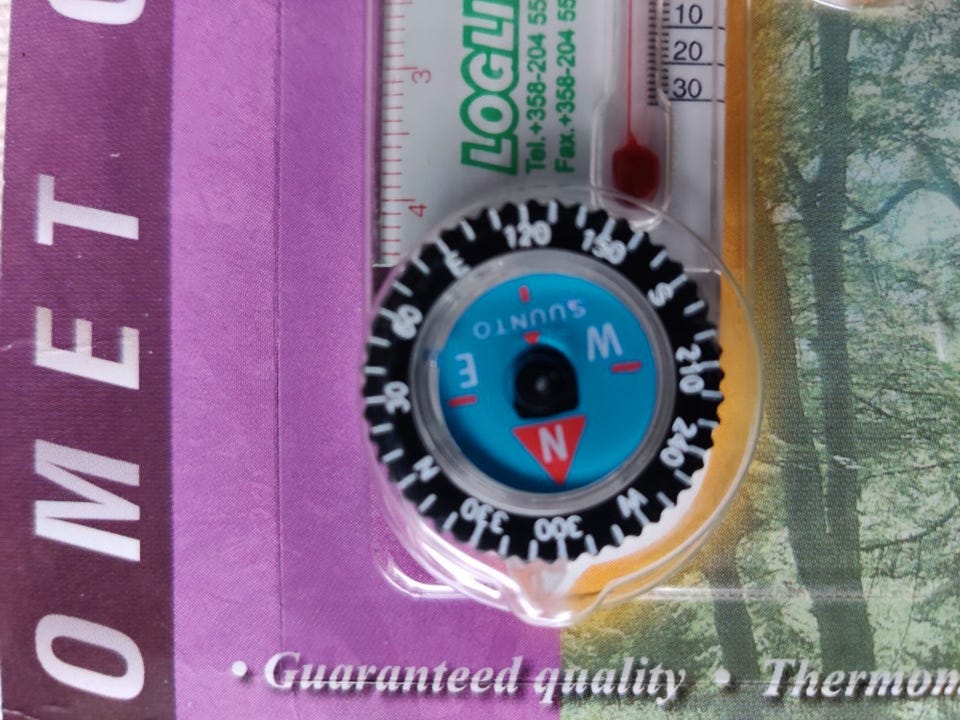 OMET
3
4
LOGLI
Tel.+358-204 55
Fax.+358-204 55
10
20
30
120
150
E
S
60
210
30
240
N
W
330
300
SUUNTO
E
W
N
• Guaranteed quality • Thermom